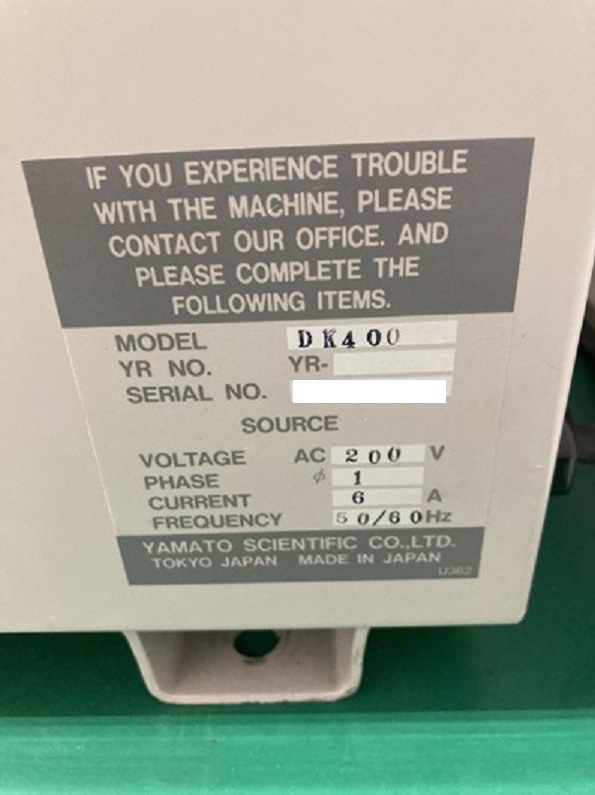 IF YOU EXPERIENCE TROUBLE
WITH THE MACHINE, PLEASE
CONTACT OUR OFFICE. AND
PLEASE COMPLETE THE
FOLLOWING ITEMS.
MODEL DK400
YR NO. YR-
SERIAL NO.
SOURCE
VOLTAGE AC 200 V
PHASE φ 1
CURRENT 6 A
FREQUENCY 50/60Hz
YAMATO SCIENTIFIC CO.,LTD.
TOKYO JAPAN MADE IN JAPAN
U362